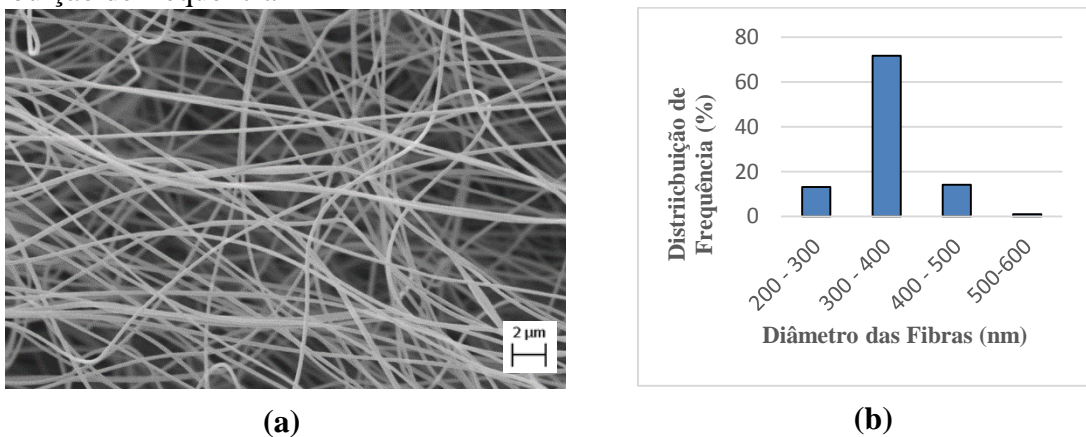 2 µm
80
60
40
20
0
Distriicbuição de
Frequência (%)
200 - 300
300 - 400
400 - 500
500-600
Diâmetro das Fibras (nm)
(a)
(b)